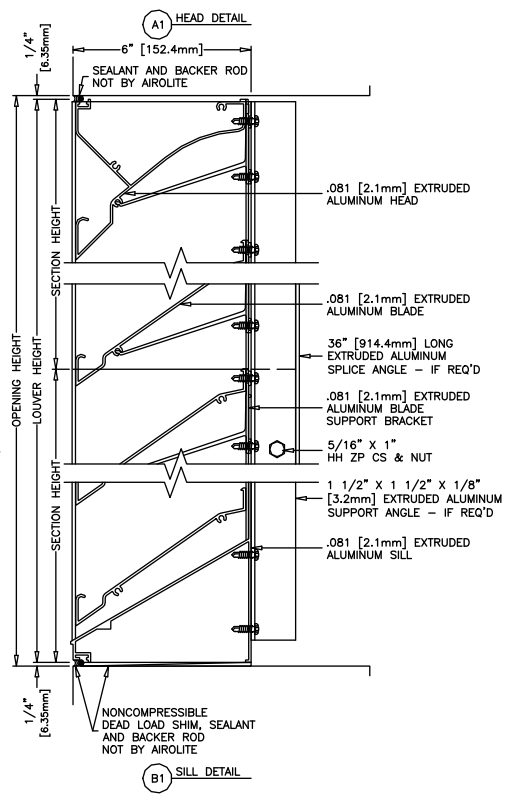 A1 HEAD DETAIL
1/4"
[6.35mm]
6" [152.4mm]
SEALANT AND BACKER ROD
NOT BY AIROLITE
.081 [2.1mm] EXTRUDED
ALUMINUM HEAD
SECTION HEIGHT
.081 [2.1mm] EXTRUDED
ALUMINUM BLADE
36" [914.4mm] LONG
EXTRUDED ALUMINUM
SPLICE ANGLE – IF REQ'D
OPENING HEIGHT
LOUVER HEIGHT
.081 [2.1mm] EXTRUDED
ALUMINUM BLADE
SUPPORT BRACKET
5/16" X 1"
HH ZP CS & NUT
1 1/2" X 1 1/2" X 1/8"
[3.2mm] EXTRUDED ALUMINUM
SUPPORT ANGLE – IF REQ'D
SECTION HEIGHT
.081 [2.1mm] EXTRUDED
ALUMINUM SILL
1/4"
[6.35mm]
NONCOMPRESSIBLE
DEAD LOAD SHIM, SEALANT
AND BACKER ROD
NOT BY AIROLITE
B1 SILL DETAIL